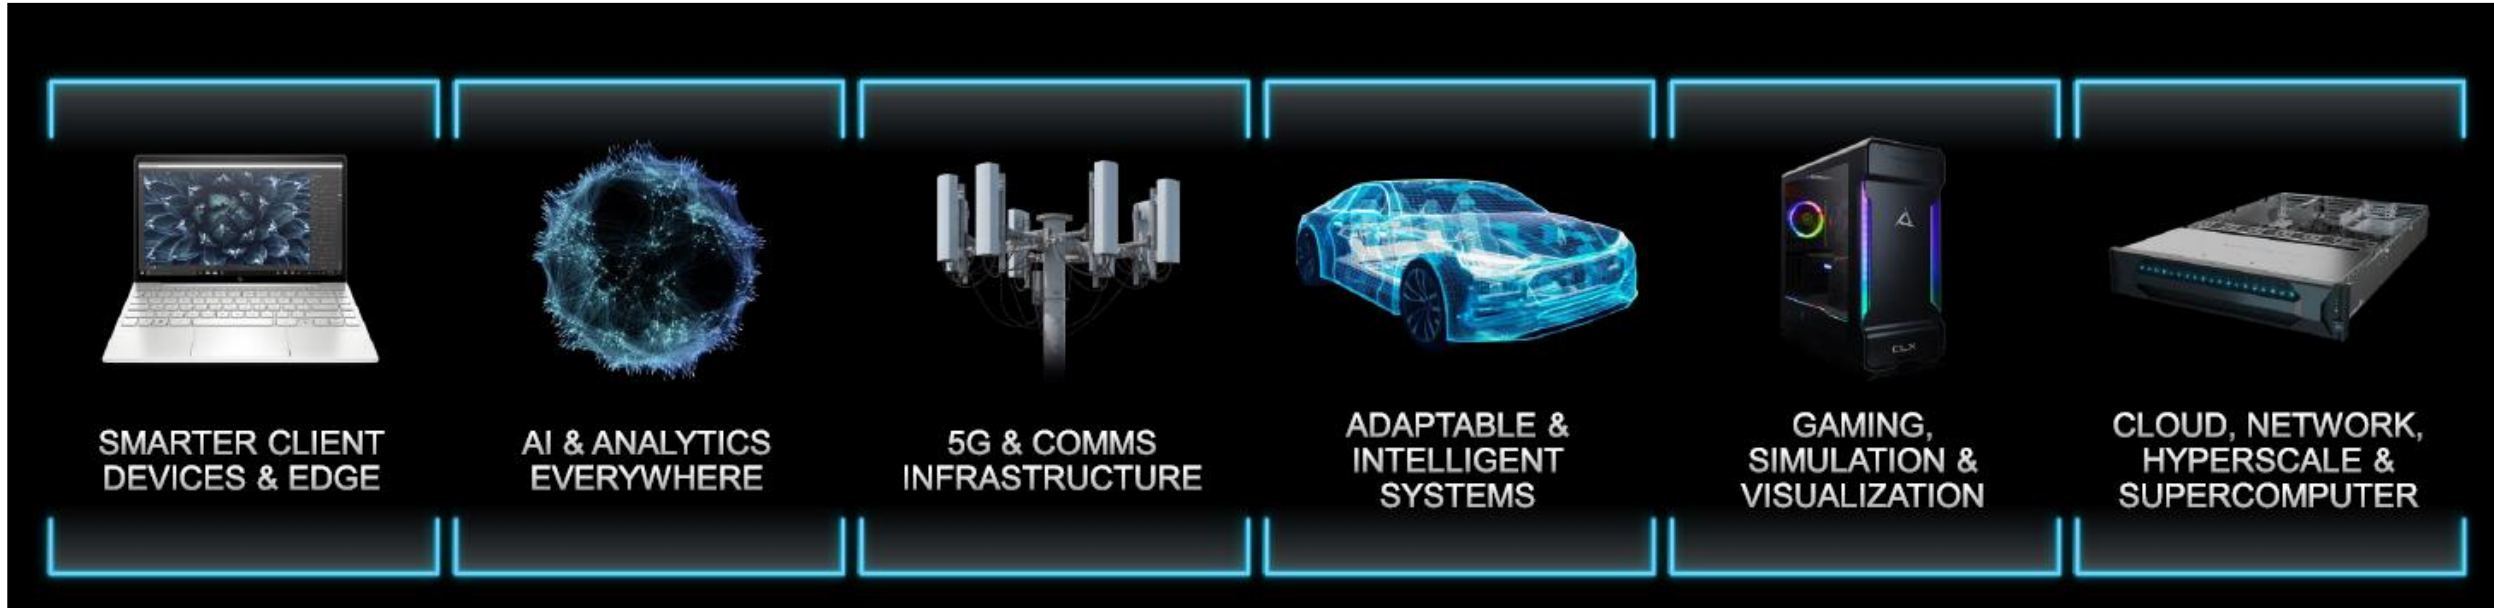 SMARTER CLIENT
DEVICES & EDGE
AI & ANALYTICS
EVERYWHERE
5G & COMMS
INFRASTRUCTURE
ADAPTABLE &
INTELLIGENT
SYSTEMS
CLX
GAMING,
SIMULATION &
VISUALIZATION
CLOUD, NETWORK,
HYPERSCALE &
SUPERCOMPUTER